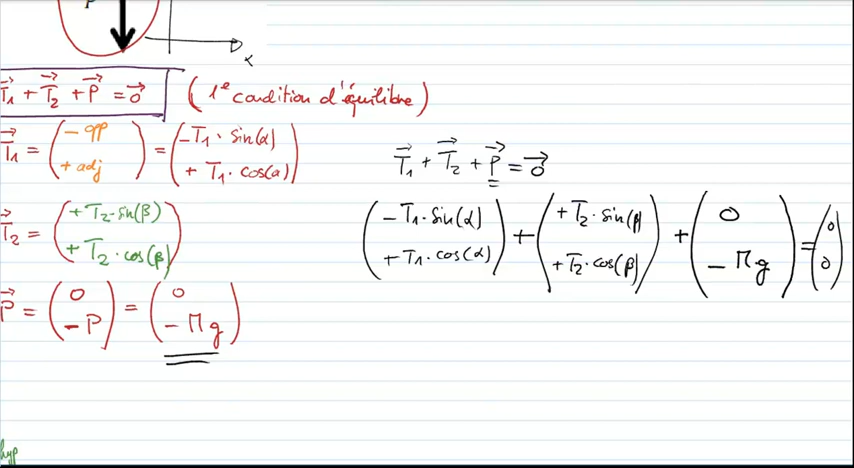 P
x
T₁ + T₂ + P = 0 (1e condition d'équilibre)
T₁ = ( - opp + adj ) = ( -T₁ · sin(α) + T₁ · cos(α) )
T₂ = ( +T₂·sin(β) + T₂ · cos(β) )
P = ( 0 - P ) = ( 0 - Mg )
T₁ + T₂ + P = 0
( -T₁ · sin(α) +T₁ · cos(α) ) + ( +T₂ · sin(β) +T₂ · cos(β) ) + ( 0 - Mg ) = ( 0 0 )
hyp